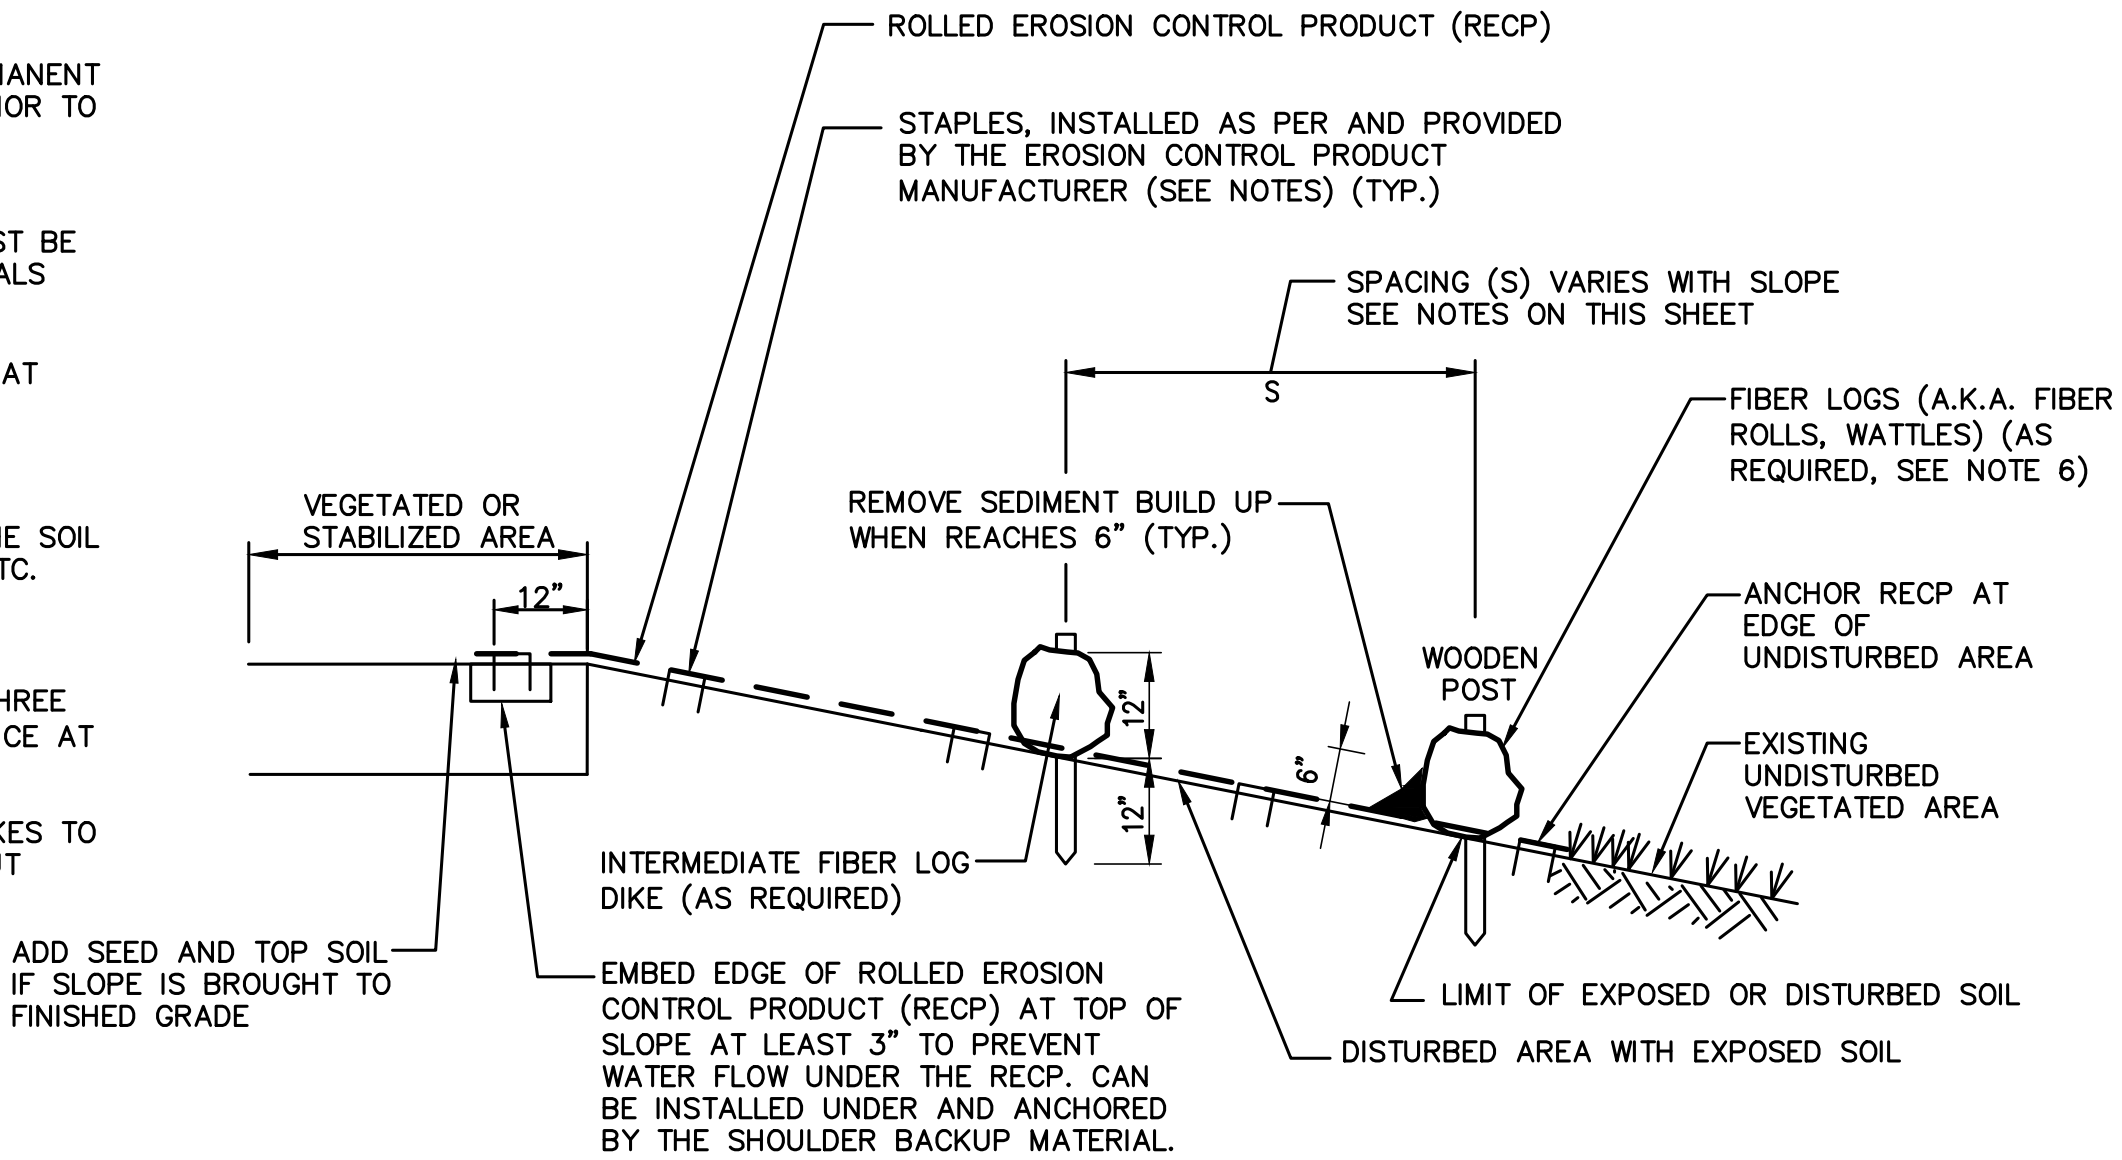 TO
BE
AT
SOIL
AT
TO
ROLLED EROSION CONTROL PRODUCT (RECP)
STAPLES, INSTALLED AS PER AND PROVIDED
BY THE EROSION CONTROL PRODUCT
MANUFACTURER (SEE NOTES) (TYP.)
SPACING (S) VARIES WITH SLOPE
SEE NOTES ON THIS SHEET
S
FIBER LOGS (A.K.A. FIBER
ROLLS, WATTLES) (AS
REQUIRED, SEE NOTE 6)
VEGETATED OR
STABILIZED AREA
12”
REMOVE SEDIMENT BUILD UP
WHEN REACHES 6” (TYP.)
ANCHOR RECP AT
EDGE OF
UNDISTURBED AREA
WOODEN
POST
12”
12”
6”
EXISTING
UNDISTURBED
VEGETATED AREA
INTERMEDIATE FIBER LOG
DIKE (AS REQUIRED)
ADD SEED AND TOP SOIL
IF SLOPE IS BROUGHT TO
FINISHED GRADE
EMBED EDGE OF ROLLED EROSION
CONTROL PRODUCT (RECP) AT TOP OF
SLOPE AT LEAST 3” TO PREVENT
WATER FLOW UNDER THE RECP. CAN
BE INSTALLED UNDER AND ANCHORED
BY THE SHOULDER BACKUP MATERIAL.
LIMIT OF EXPOSED OR DISTURBED SOIL
DISTURBED AREA WITH EXPOSED SOIL